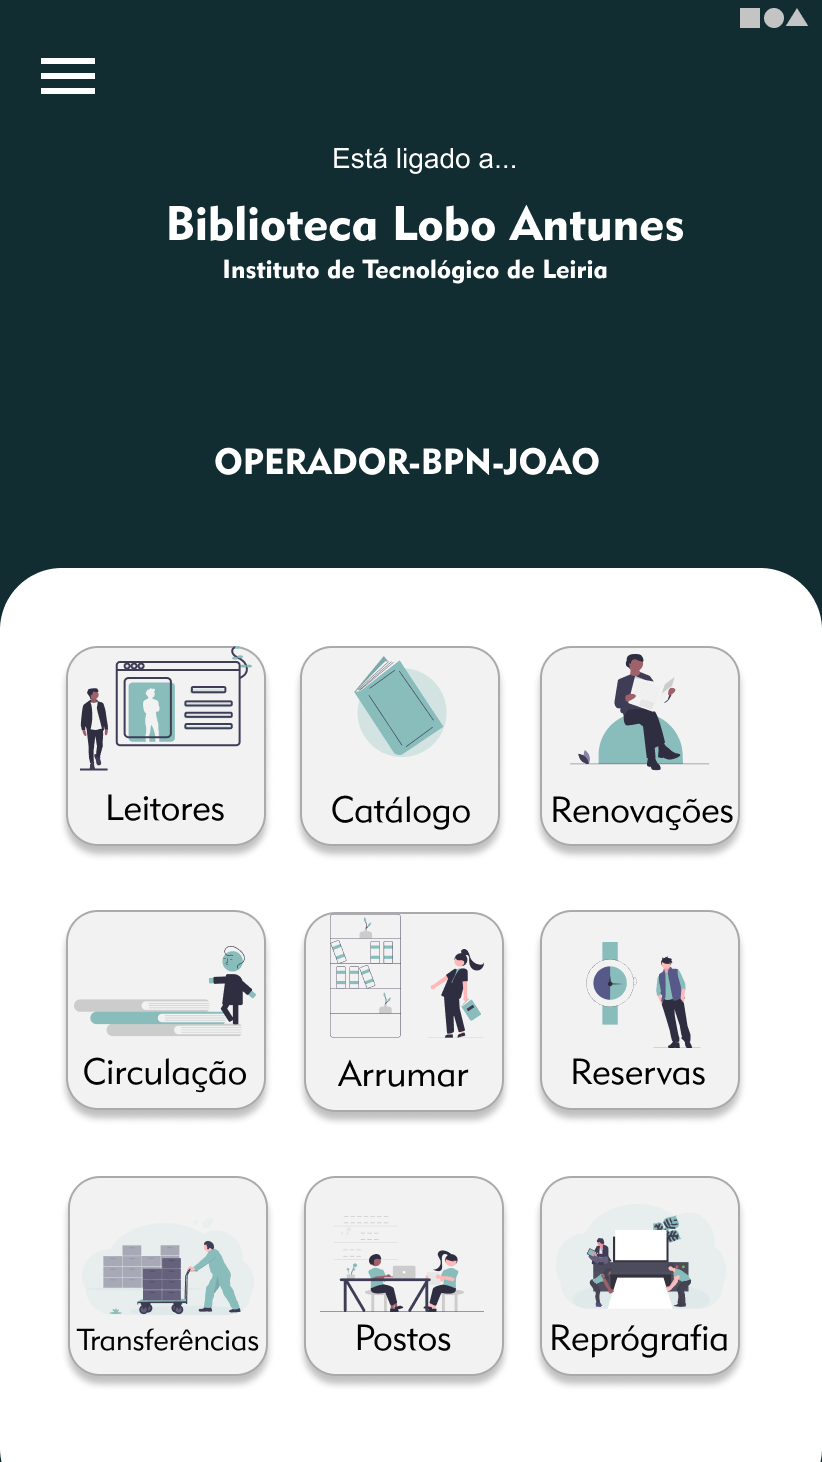 Está ligado a...
Biblioteca Lobo Antunes
Instituto de Tecnológico de Leiria
OPERADOR-BPN-JOAO
Leitores
Catálogo
Renovações
Circulação
Arrumar
Reservas
Transferências
Postos
Reprógrafia